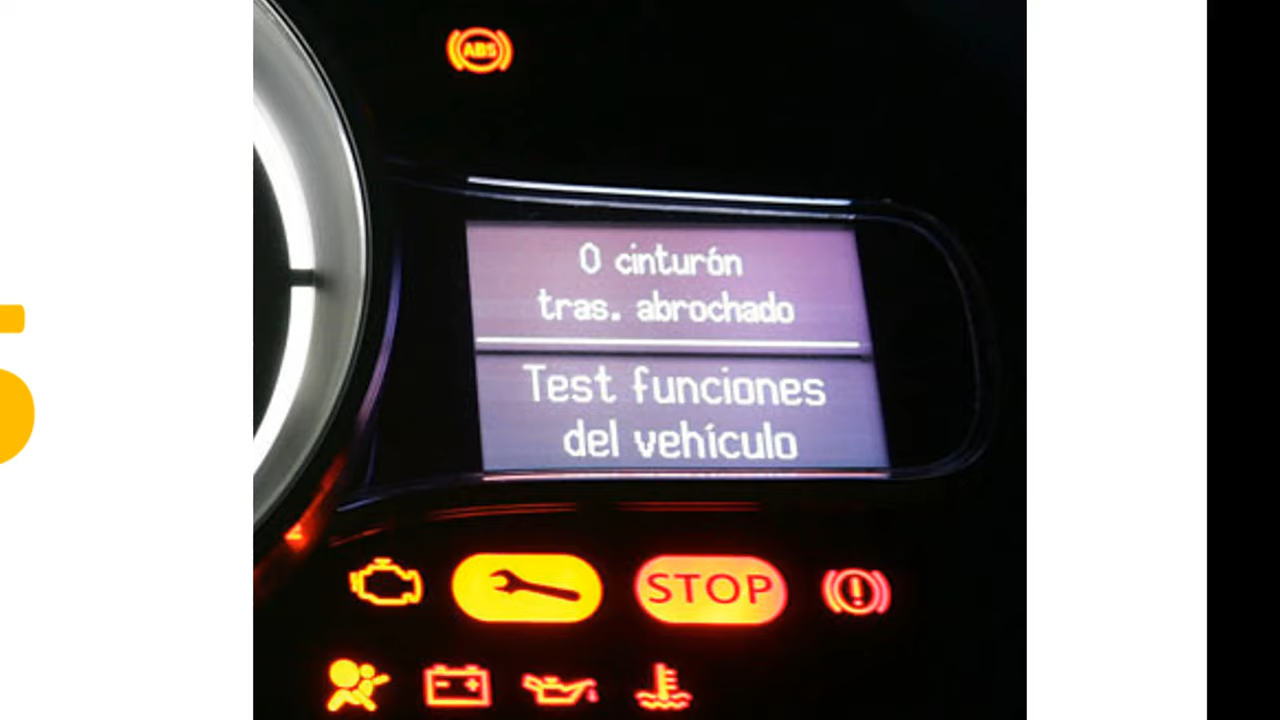 ABS
0 cinturón
tras. abrochado
Test funciones
del vehículo
STOP